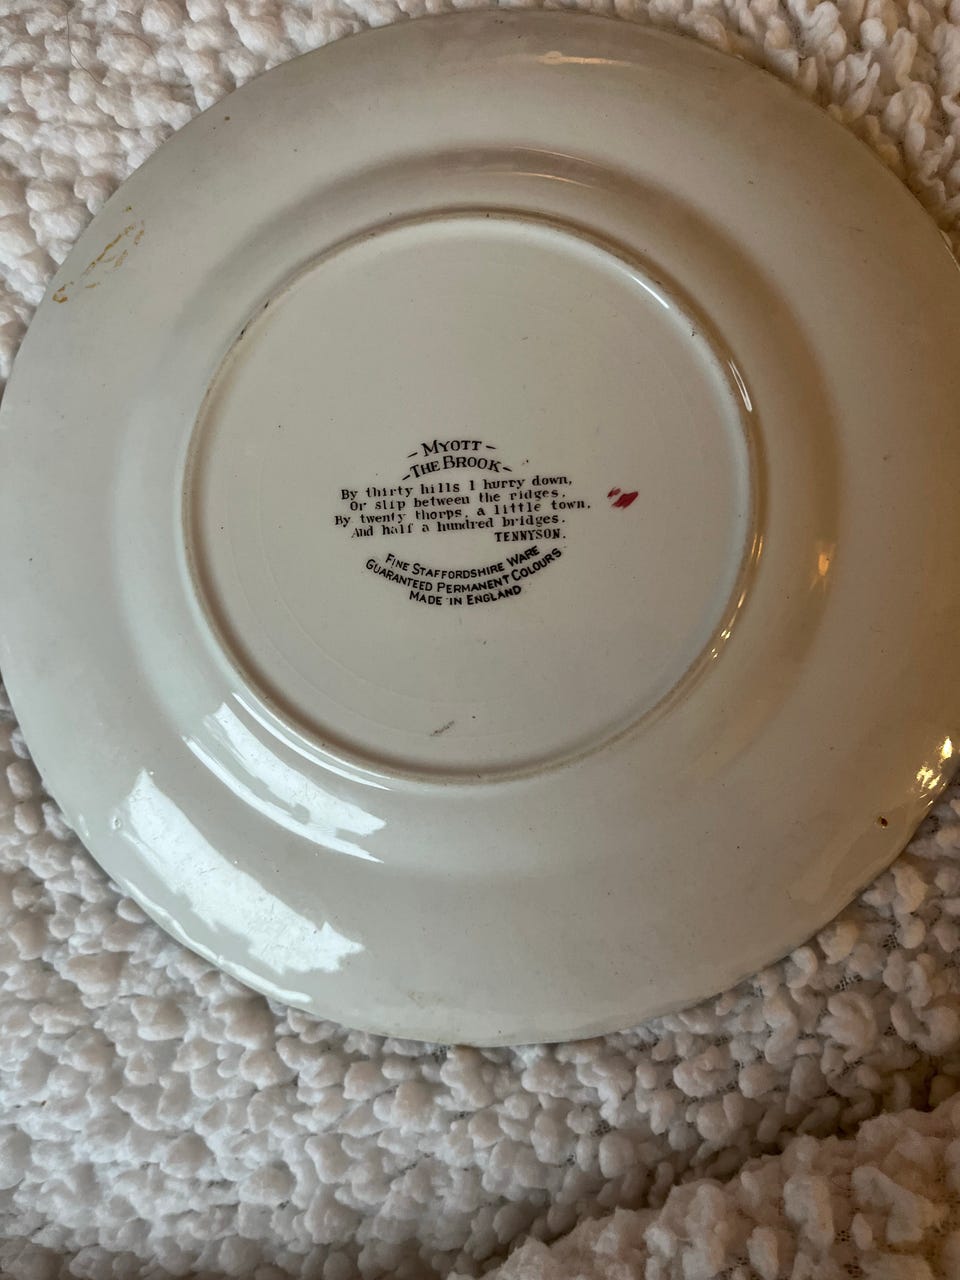 - MYOTT -
- THE BROOK -
By thirty hills I hurry down,
Or slip between the ridges,
By twenty thorps, a little town,
And half a hundred bridges.
TENNYSON.
FINE STAFFORDSHIRE WARE
GUARANTEED PERMANENT COLOURS
MADE IN ENGLAND